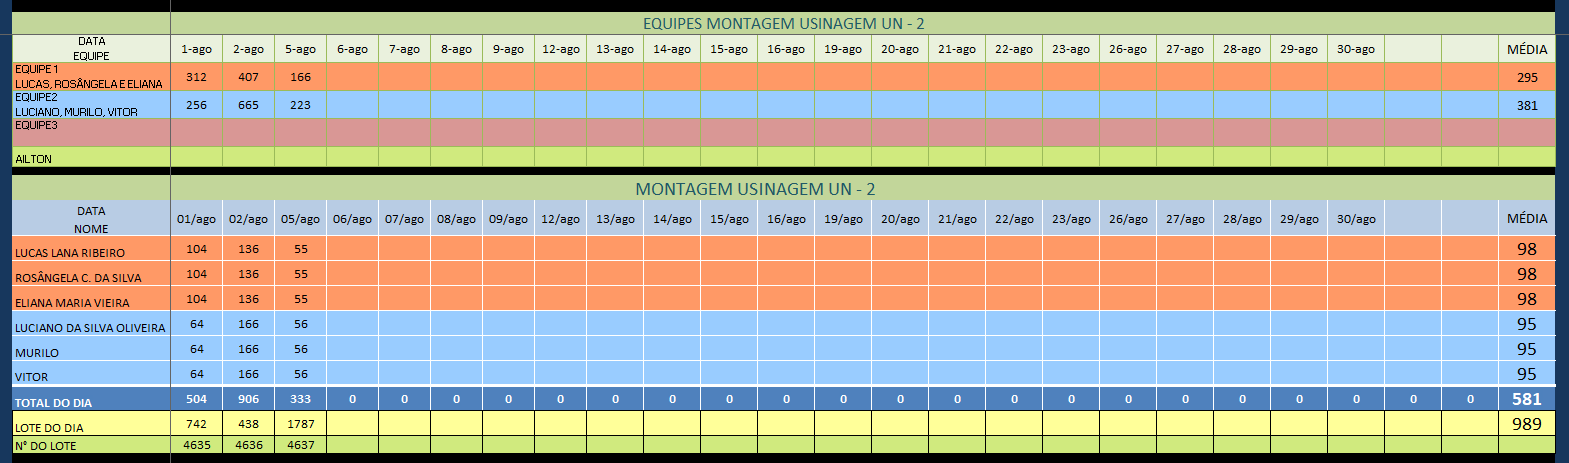 EQUIPES MONTAGEM USINAGEM UN - 2
DATA
EQUIPE
1-ago 2-ago 5-ago 6-ago 7-ago 8-ago 9-ago 12-ago 13-ago 14-ago 15-ago 16-ago 19-ago 20-ago 21-ago 22-ago 23-ago 26-ago 27-ago 28-ago 29-ago 30-ago MÉDIA
EQUIPE 1
LUCAS, ROSÂNGELA E ELIANA 312 407 166 295
EQUIPE2
LUCIANO, MURILO, VITOR 256 665 223 381
EQUIPE3
AILTON
MONTAGEM USINAGEM UN - 2
DATA
NOME
01/ago 02/ago 05/ago 06/ago 07/ago 08/ago 09/ago 12/ago 13/ago 14/ago 15/ago 16/ago 19/ago 20/ago 21/ago 22/ago 23/ago 26/ago 27/ago 28/ago 29/ago 30/ago MÉDIA
LUCAS LANA RIBEIRO 104 136 55 98
ROSÂNGELA C. DA SILVA 104 136 55 98
ELIANA MARIA VIEIRA 104 136 55 98
LUCIANO DA SILVA OLIVEIRA 64 166 56 95
MURILO 64 166 56 95
VITOR 64 166 56 95
TOTAL DO DIA 504 906 333 0 0 0 0 0 0 0 0 0 0 0 0 0 0 0 0 0 0 0 0 0 581
LOTE DO DIA 742 438 1787 989
N° DO LOTE 4635 4636 4637